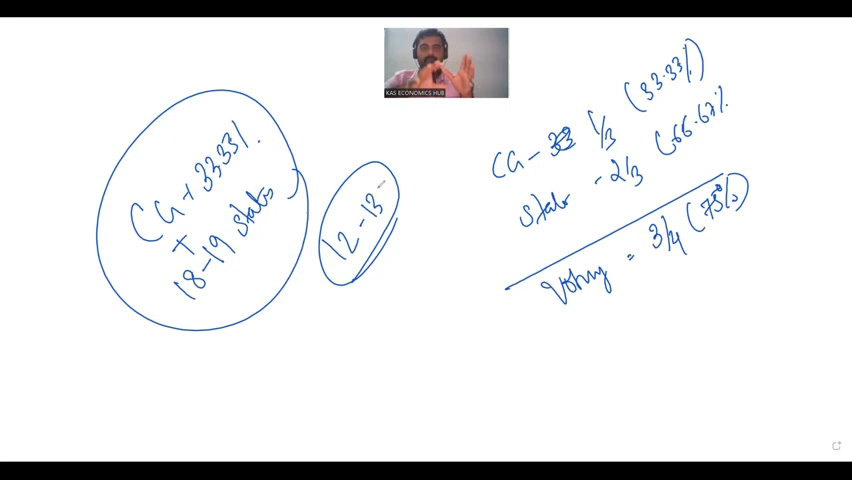 KAS ECONOMICS HUB
CG + 33.33%.
+
18-19 states
12-13
CG - 33 1/3 (33.33%)
State - 2/3 (66.67%.
Voting = 3/4 (75%)